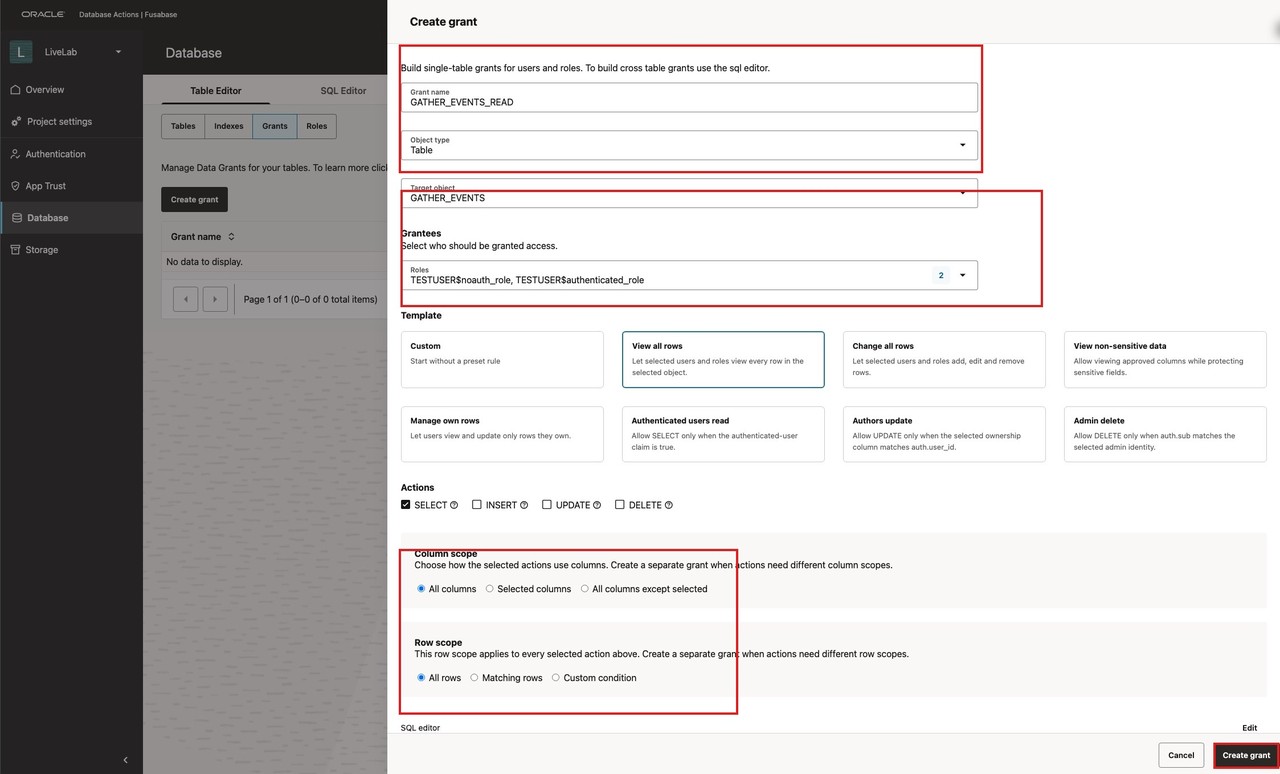 ORACLE Database Actions | Fusabase
L LiveLab
Overview
Project settings
Authentication
App Trust
Database
Storage
Database
Table Editor SQL Editor
Tables Indexes Grants Roles
Manage Data Grants for your tables. To learn more
Create grant
Grant name
No data to display.
Page 1 of 1 (0–0 of 0 total items)
Create grant
Build single-table grants for users and roles. To build cross table grants use the sql editor.
Grant name
GATHER_EVENTS_READ
Object type
Table
Target object
GATHER_EVENTS
Grantees
Select who should be granted access.
Roles
TESTUSER$noauth_role, TESTUSER$authenticated_role 2
Template
Custom
Start without a preset rule
View all rows
Let selected users and roles view every row in the
selected object.
Change all rows
Let selected users and roles add, edit and remove
rows.
View non-sensitive data
Allow viewing approved columns while protecting
sensitive fields.
Manage own rows
Let users view and update only rows they own.
Authenticated users read
Allow SELECT only when the authenticated-user
claim is true.
Authors update
Allow UPDATE only when the selected ownership
column matches auth.user_id.
Admin delete
Allow DELETE only when auth.sub matches the
selected admin identity.
Actions
SELECT INSERT UPDATE DELETE
Column scope
Choose how the selected actions use columns. Create a separate grant when actions need different column scopes.
All columns Selected columns All columns except selected
Row scope
This row scope applies to every selected action above. Create a separate grant when actions need different row scopes.
All rows Matching rows Custom condition
SQL editor Edit
Cancel Create grant